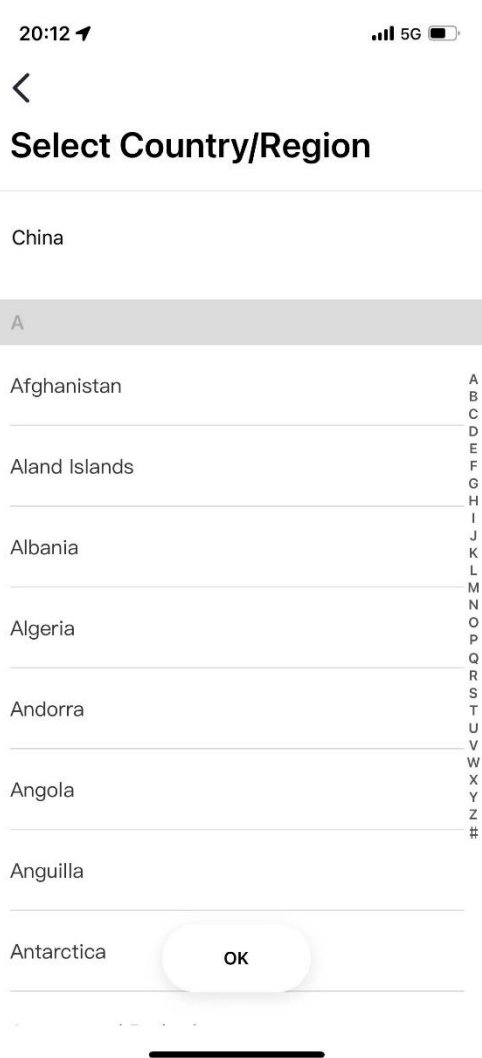 20:12
5G
Select Country/Region
China
A
Afghanistan
Aland Islands
Albania
Algeria
Andorra
Angola
Anguilla
Antarctica
OK
A
B
C
D
E
F
G
H
I
J
K
L
M
N
O
P
Q
R
S
T
U
V
W
X
Y
Z
#